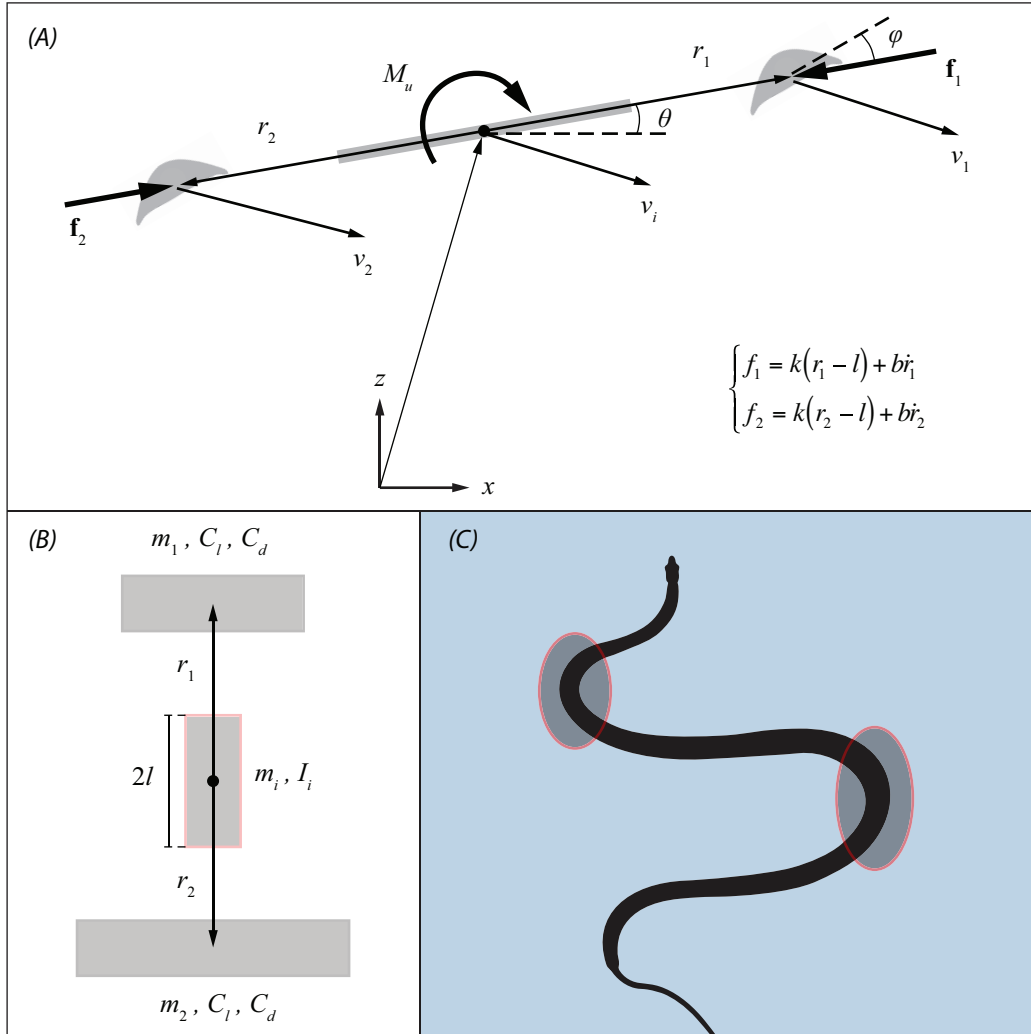 (A)
M_u
r_1
φ
f_1
r_2
θ
v_1
v_i
f_2
v_2
f_1 = k(r_1 − l) + bṙ_1
f_2 = k(r_2 − l) + bṙ_2
z
x
(B)
m_1 , C_l , C_d
r_1
2l
m_i , I_i
r_2
m_2 , C_l , C_d
(C)